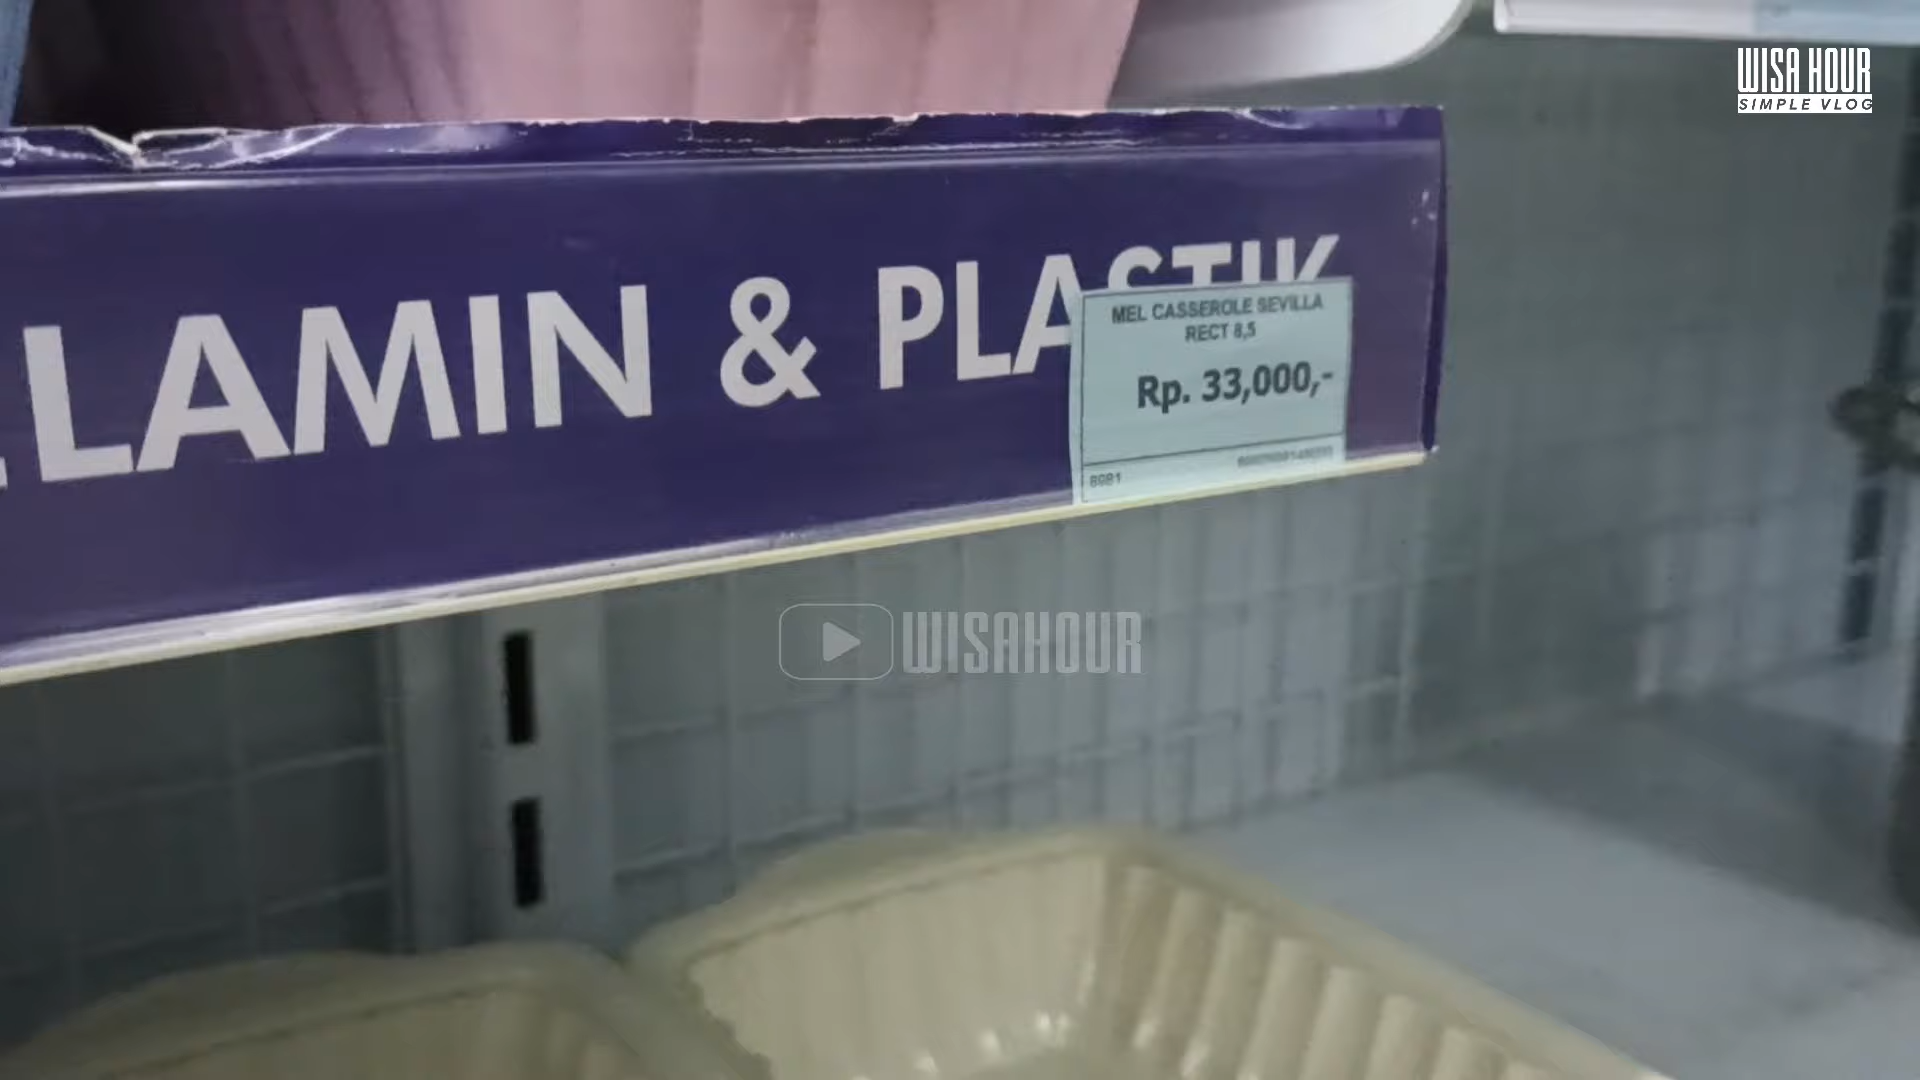 WISA HOUR
SIMPLE VLOG
LAMIN & PLASTIK
MEL CASSEROLE SEVILLA
RECT 8,5
Rp. 33,000,-
WISAHOUR